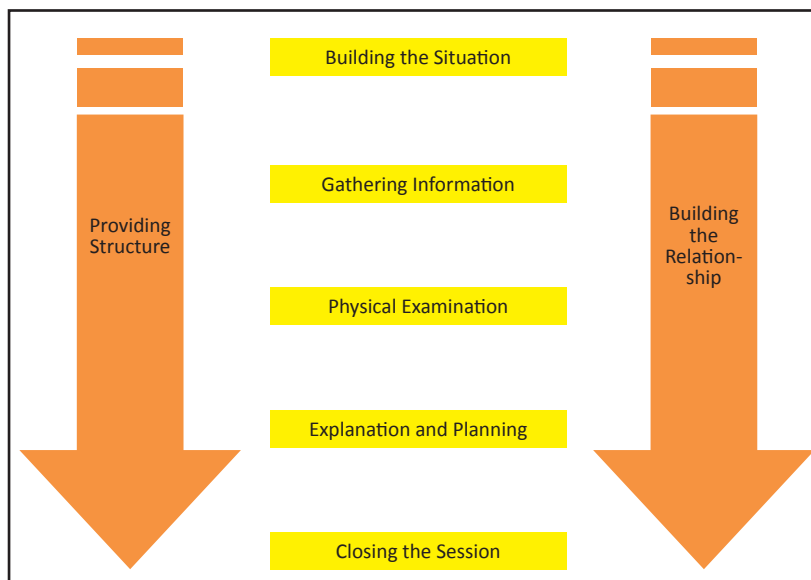 Building the Situation
Gathering Information
Providing
Structure
Building
the
Relation-
ship
Physical Examination
Explanation and Planning
Closing the Session